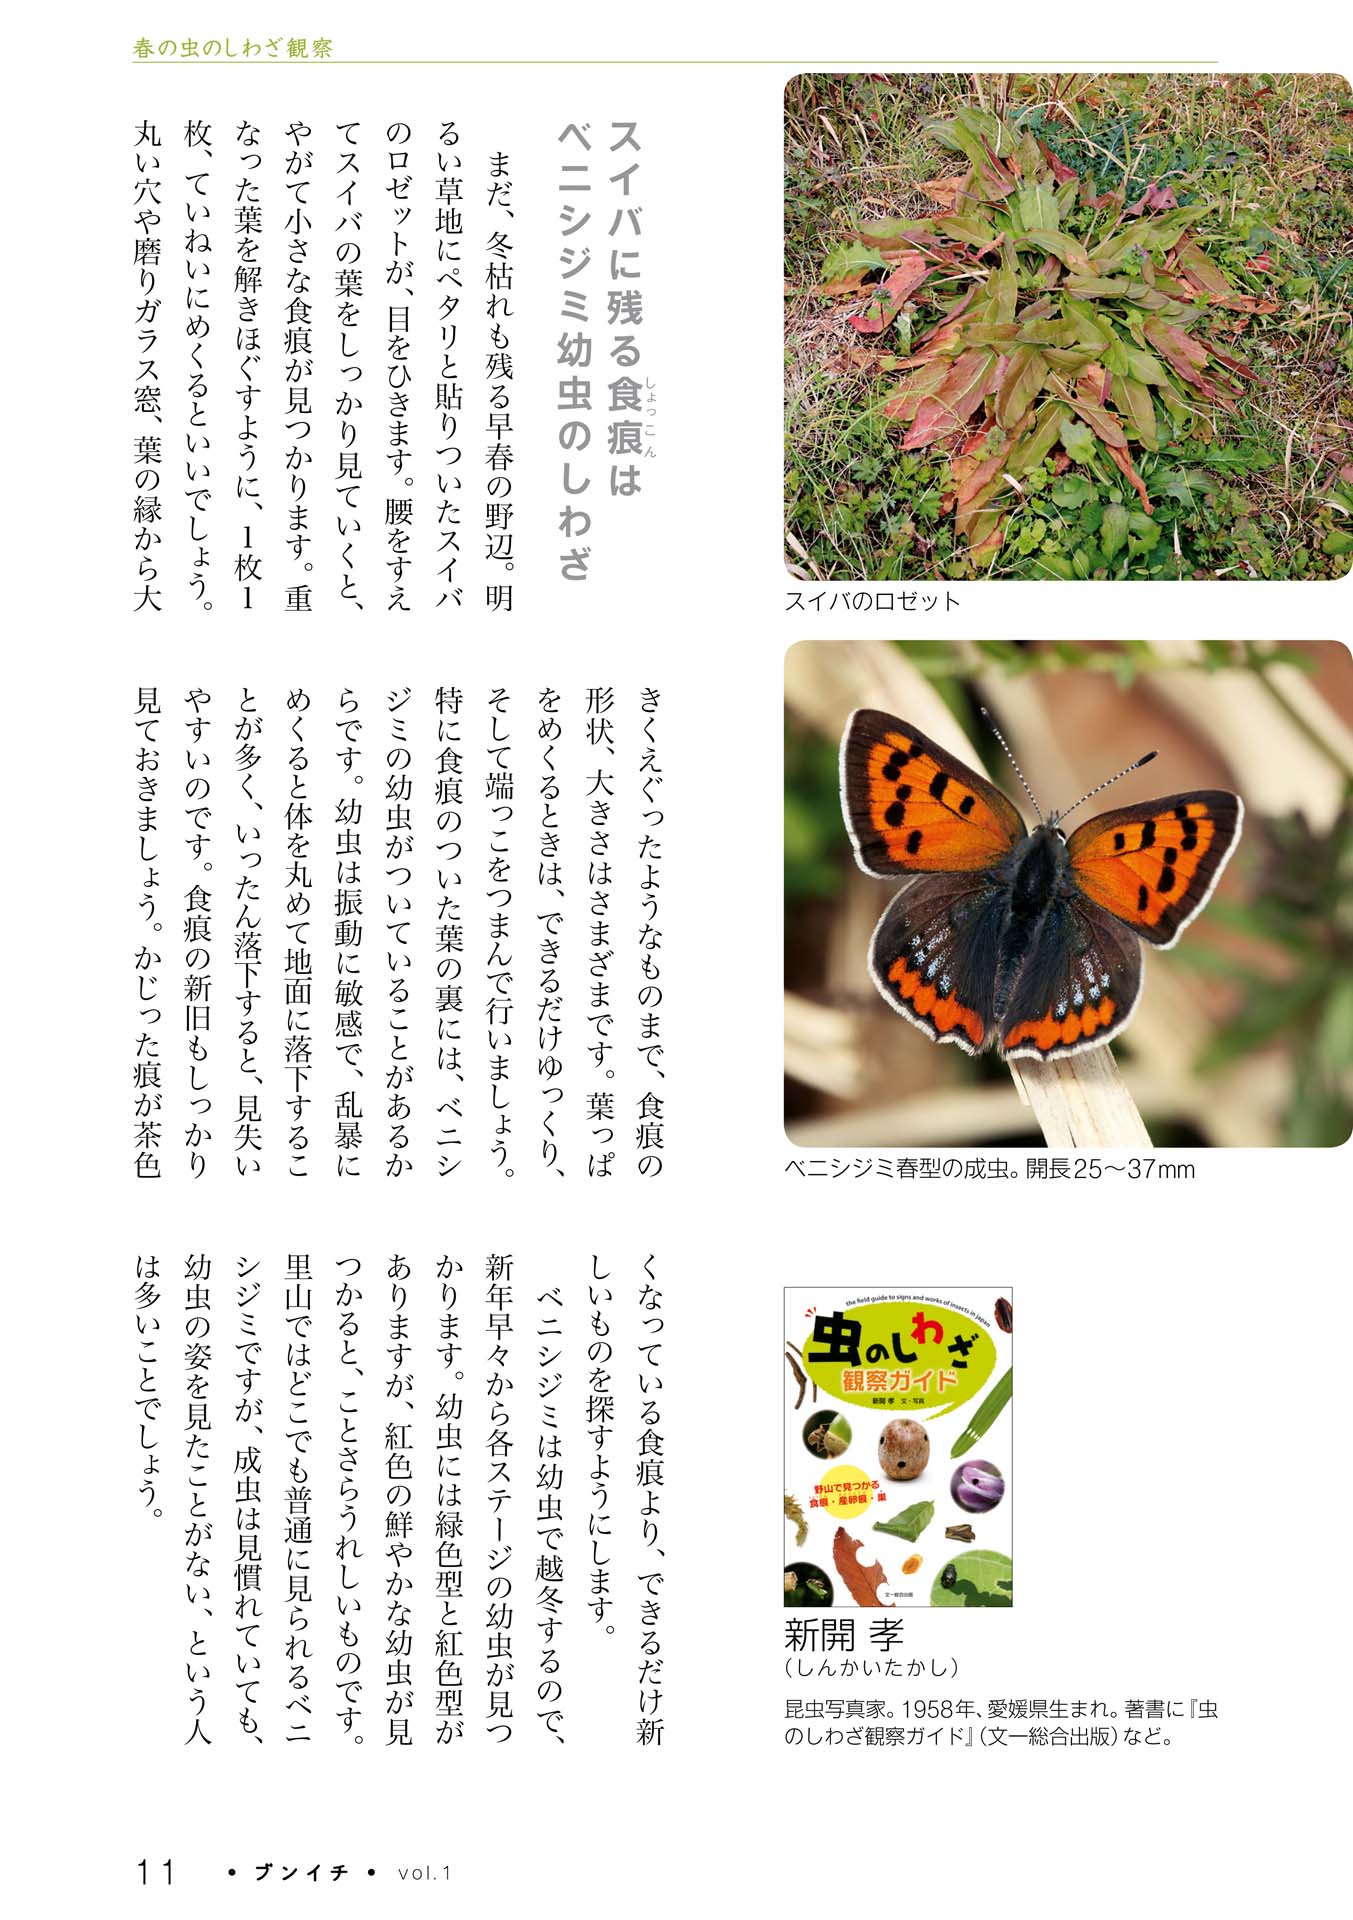 春の虫のしわざ観察
スイバに残る食痕は
しょっこん
ベニシジミ幼虫のしわざ
まだ、冬枯れも残る早春の野辺。明
るい草地にペタリと貼りついたスイバ
のロゼットが、目をひきます。腰をすえ
てスイバの葉をしっかり見ていくと、
やがて小さな食痕が見つかります。重
なった葉を解きほぐすように、1枚1
枚、ていねいにめくるといいでしょう。
丸い穴や磨りガラス窓、葉の縁から大
きくえぐったようなものまで、食痕の
形状、大きさはさまざまです。葉っぱ
をめくるときは、できるだけゆっくり、
そして端っこをつまんで行いましょう。
特に食痕のついた葉の裏には、ベニシ
ジミの幼虫がついていることがあるか
らです。幼虫は振動に敏感で、乱暴に
めくると体を丸めて地面に落下するこ
とが多く、いったん落下すると、見失い
やすいのです。食痕の新旧もしっかり
見ておきましょう。かじった痕が茶色
くなっている食痕より、できるだけ新
しいものを探すようにします。
ベニシジミは幼虫で越冬するので、
新年早々から各ステージの幼虫が見つ
かります。幼虫には緑色型と紅色型が
ありますが、紅色の鮮やかな幼虫が見
つかると、ことさらうれしいものです。
里山ではどこでも普通に見られるベニ
シジミですが、成虫は見慣れていても、
幼虫の姿を見たことがない、という人
は多いことでしょう。
スイバのロゼット
ベニシジミ春型の成虫。開長25〜37mm
the field guide to signs and works of insects in japan
虫のしわざ
観察ガイド
新開 孝 文・写真
野山で見つかる
食痕・産卵痕・巣
文一総合出版
新開 孝
（しんかいたかし）
昆虫写真家。1958年、愛媛県生まれ。著書に『虫
のしわざ観察ガイド』（文一総合出版）など。
11 • ブンイチ • vol.1